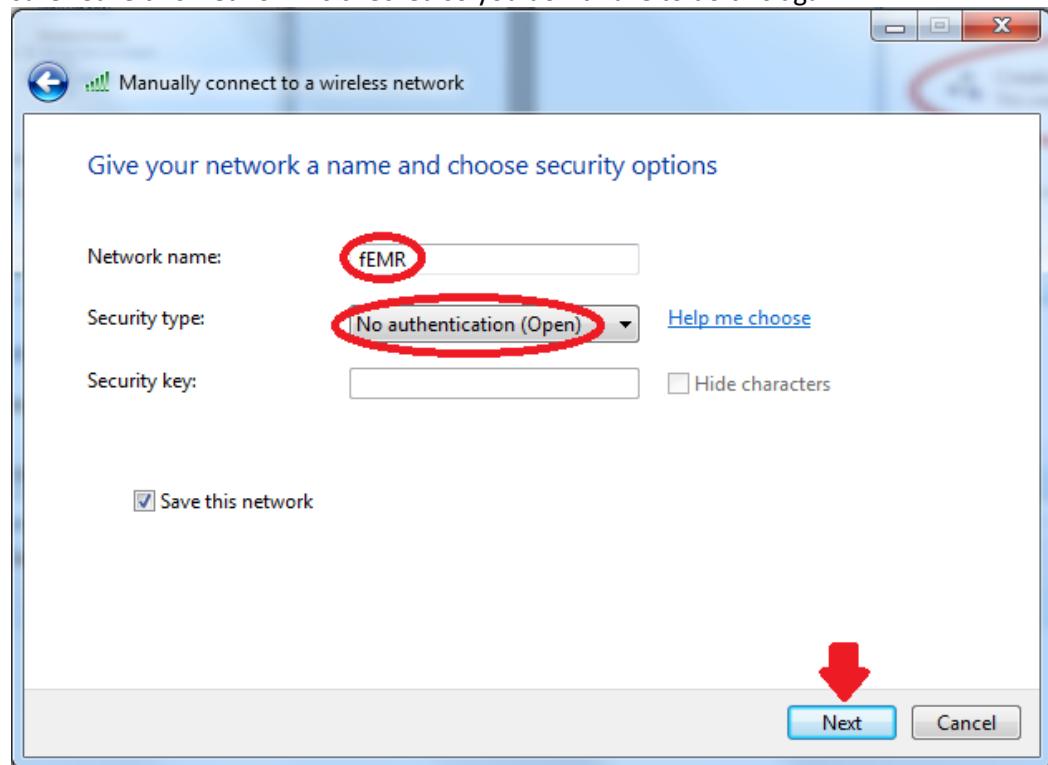 Manually connect to a wireless network
Give your network a name and choose security options
Network name:
fEMR
Security type:
No authentication (Open)
Help me choose
Security key:
Hide characters
Save this network
Next
Cancel